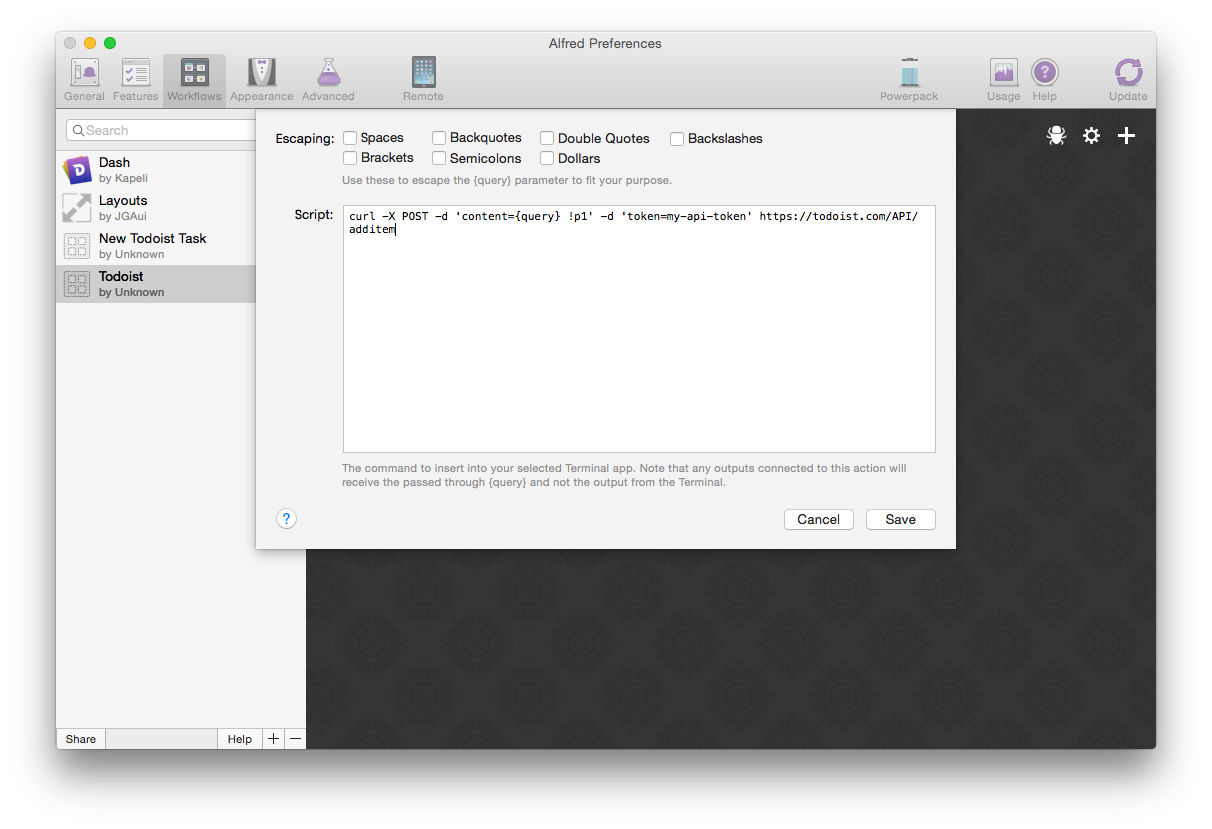 Alfred Preferences
General Features Workflows Appearance Advanced Remote Powerpack Usage Help Update
Search
Dash
by Kapeli
Layouts
by JGAui
New Todoist Task
by Unknown
Todoist
by Unknown
Escaping: Spaces Backquotes Double Quotes Backslashes
Brackets Semicolons Dollars
Use these to escape the {query} parameter to fit your purpose.
Script: curl -X POST -d 'content={query} !p1' -d 'token=my-api-token' https://todoist.com/API/
additem
The command to insert into your selected Terminal app. Note that any outputs connected to this action will
receive the passed through {query} and not the output from the Terminal.
? Cancel Save
Share Help + −